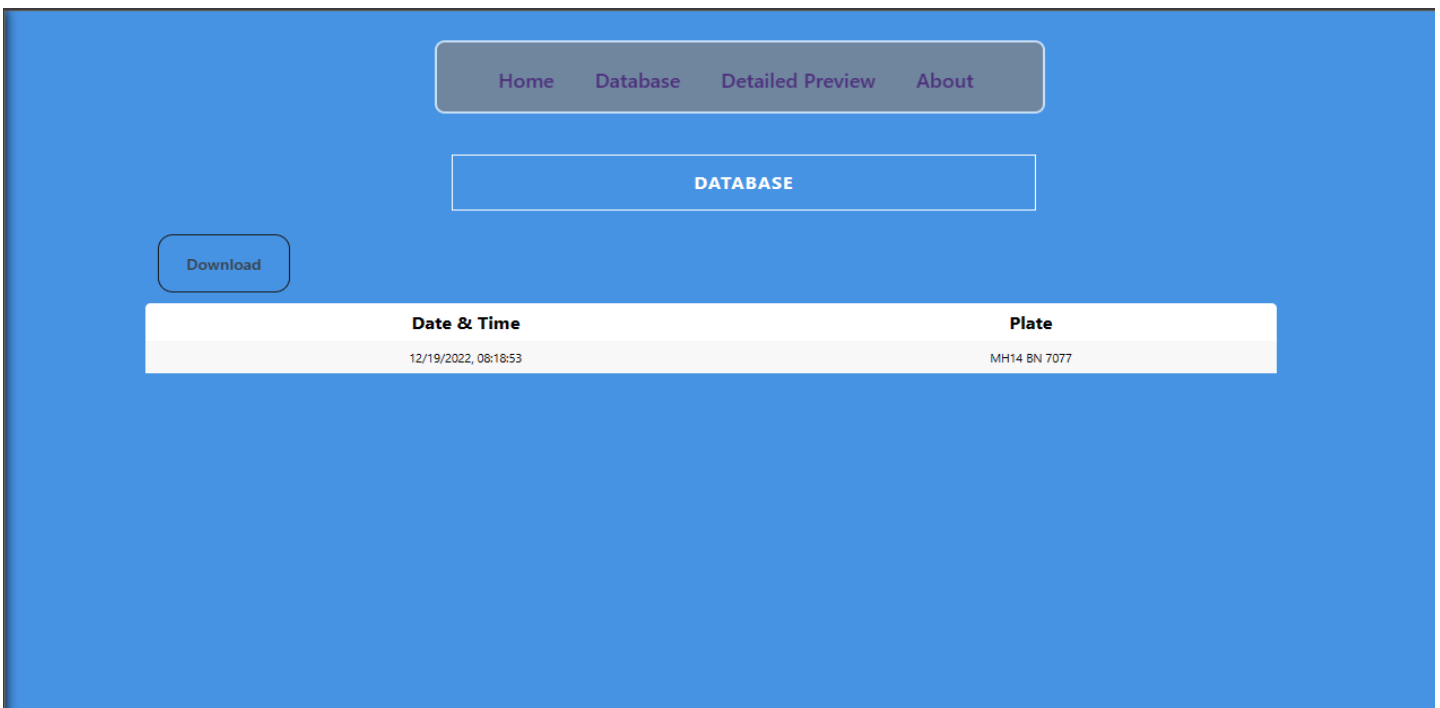 Home Database Detailed Preview About
DATABASE
Download
Date & Time Plate
12/19/2022, 08:18:53 MH14 BN 7077